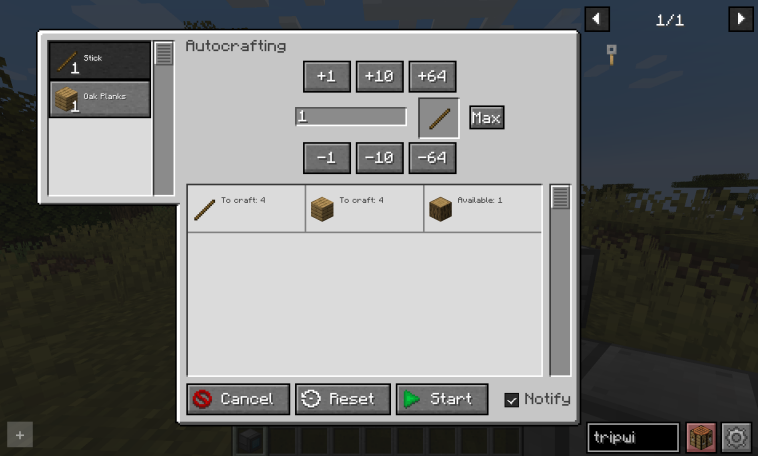 1/1
Autocrafting
Stick
1
Oak Planks
1
+1 +10 +64
1 Max
-1 -10 -64
To craft: 4 To craft: 4 Available: 1
Cancel Reset Start Notify
+ tripwi